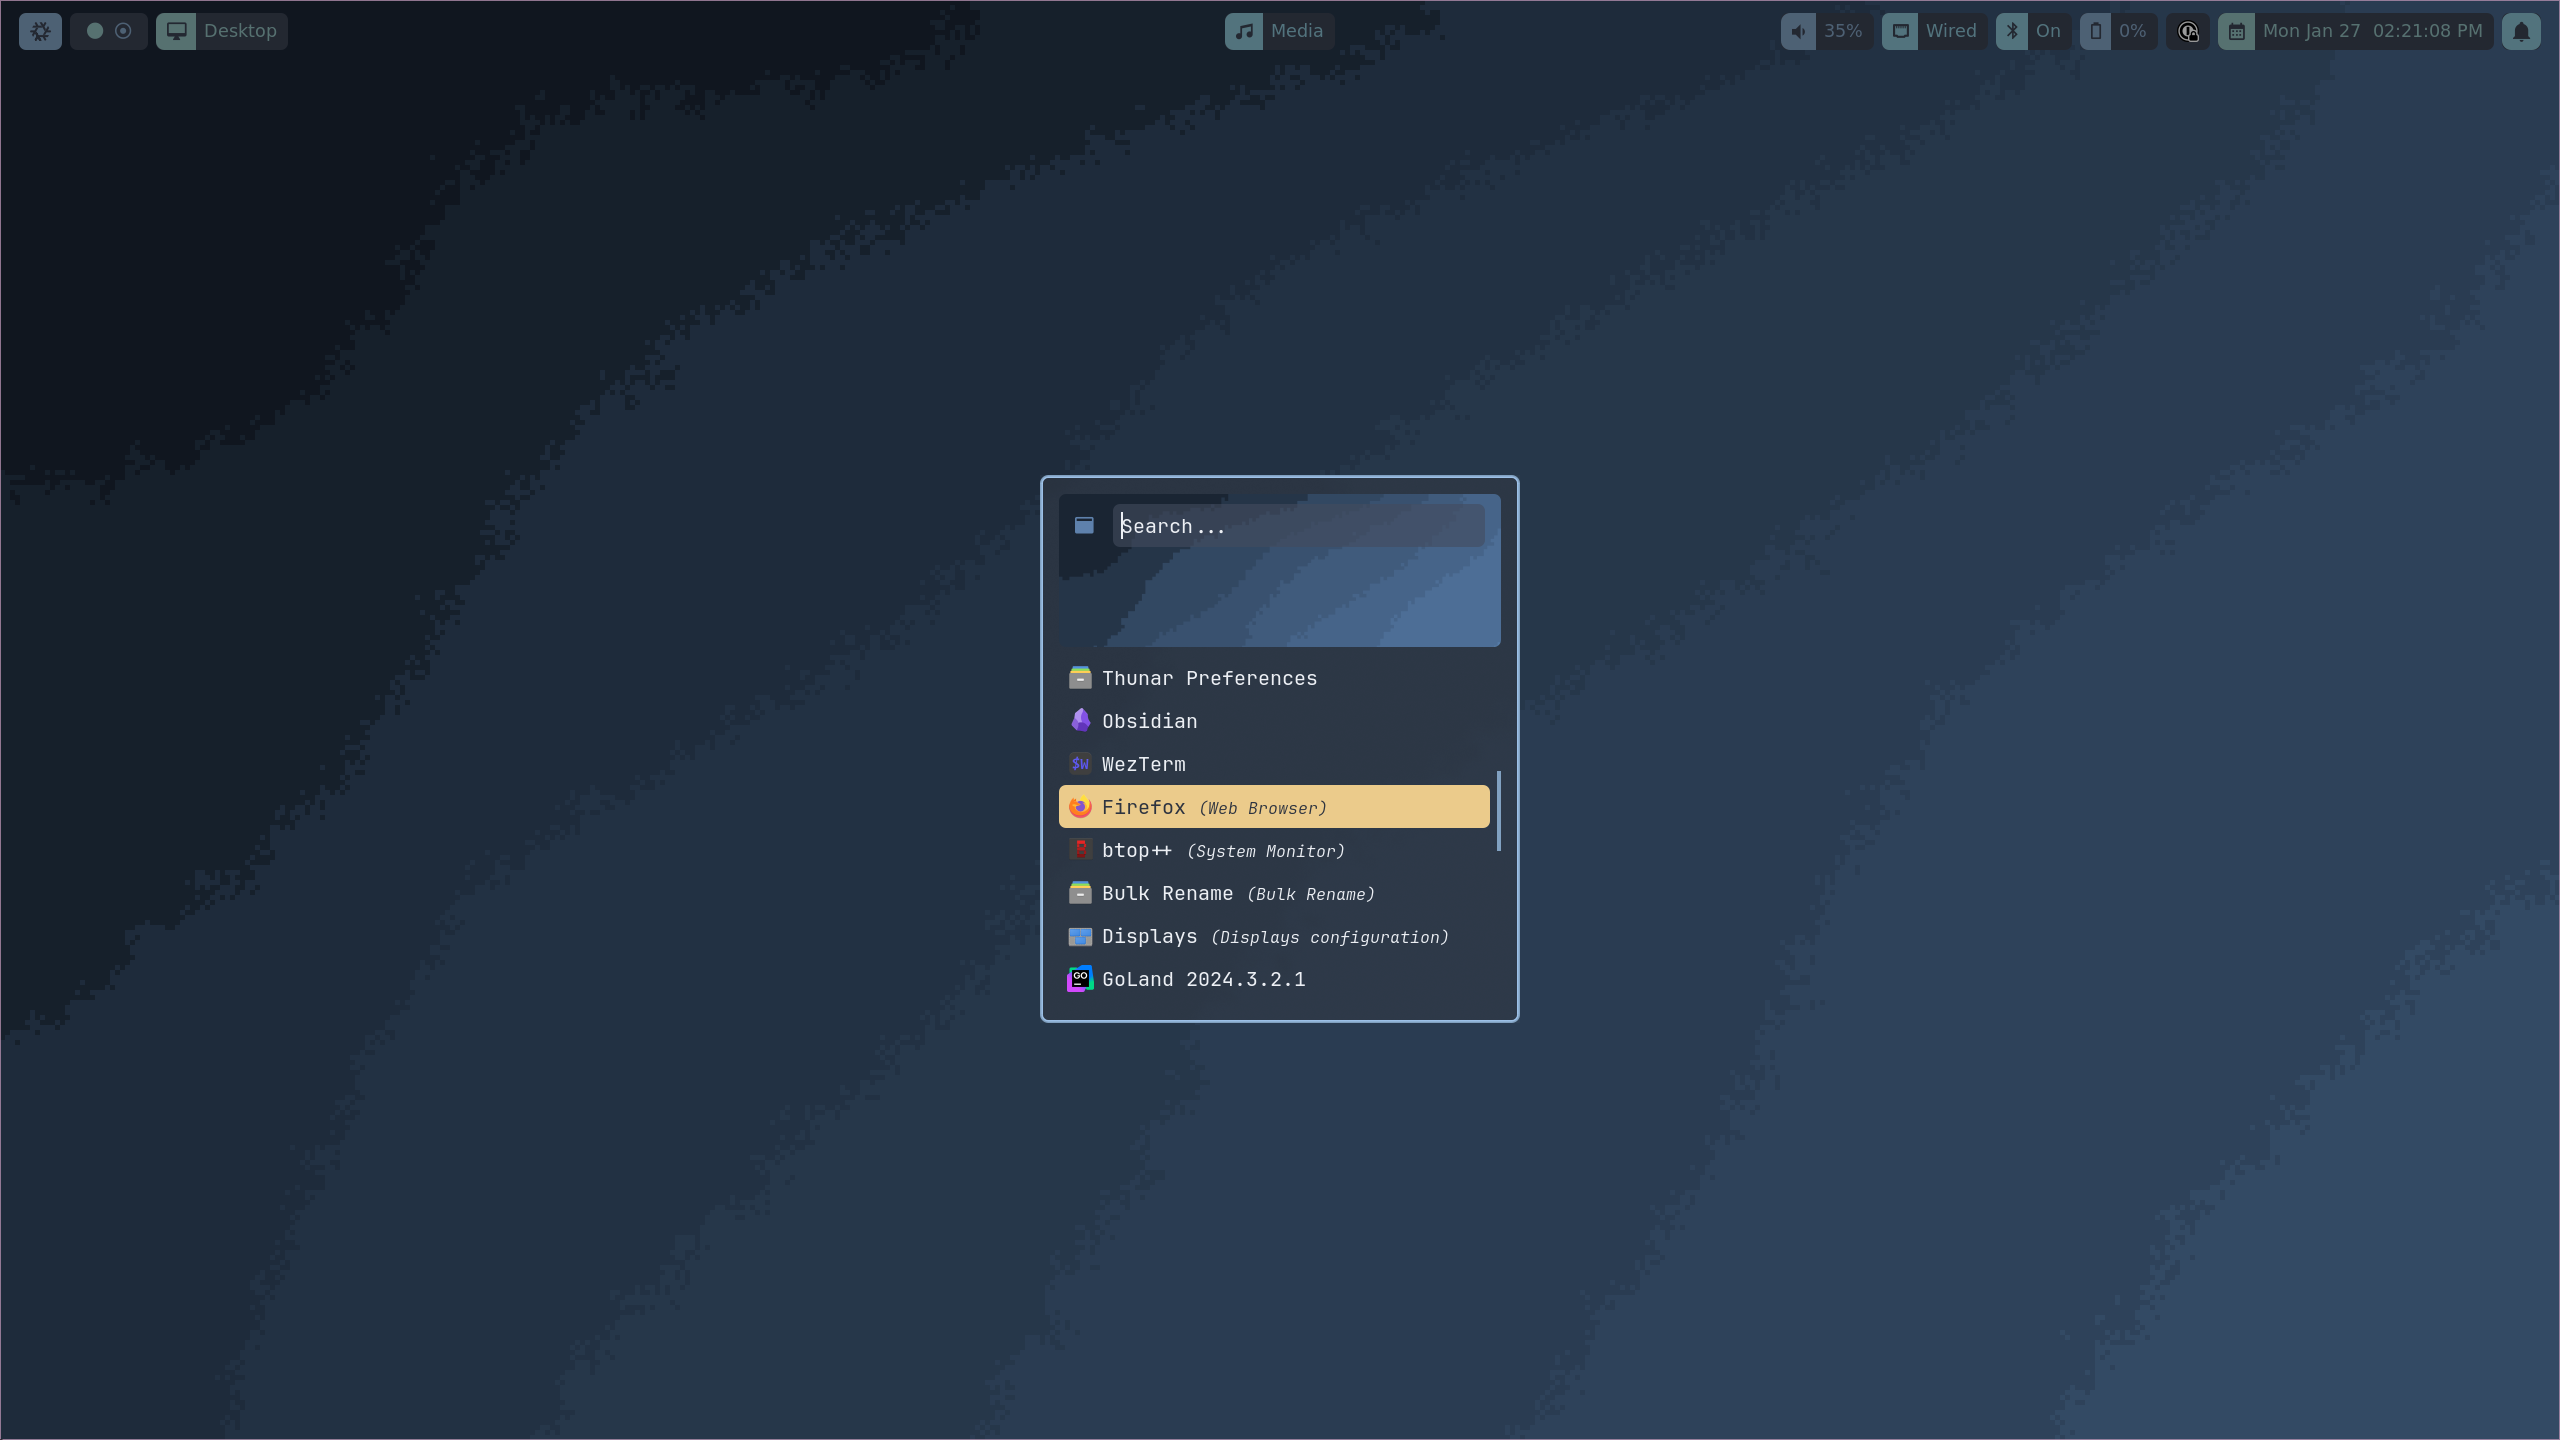 Desktop
Media
35%
Wired
On
0%
Mon Jan 27 02:21:08 PM
Search...
Thunar Preferences
Obsidian
$W WezTerm
Firefox (Web Browser)
btop++ (System Monitor)
Bulk Rename (Bulk Rename)
Displays (Displays configuration)
GO GoLand 2024.3.2.1